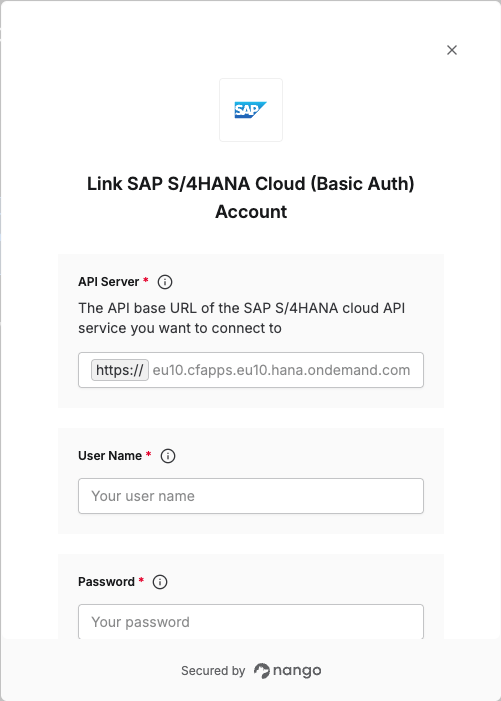 SAP
Link SAP S/4HANA Cloud (Basic Auth)
Account
API Server *
The API base URL of the SAP S/4HANA cloud API
service you want to connect to
https:// eu10.cfapps.eu10.hana.ondemand.com
User Name *
Your user name
Password *
Your password
Secured by nango